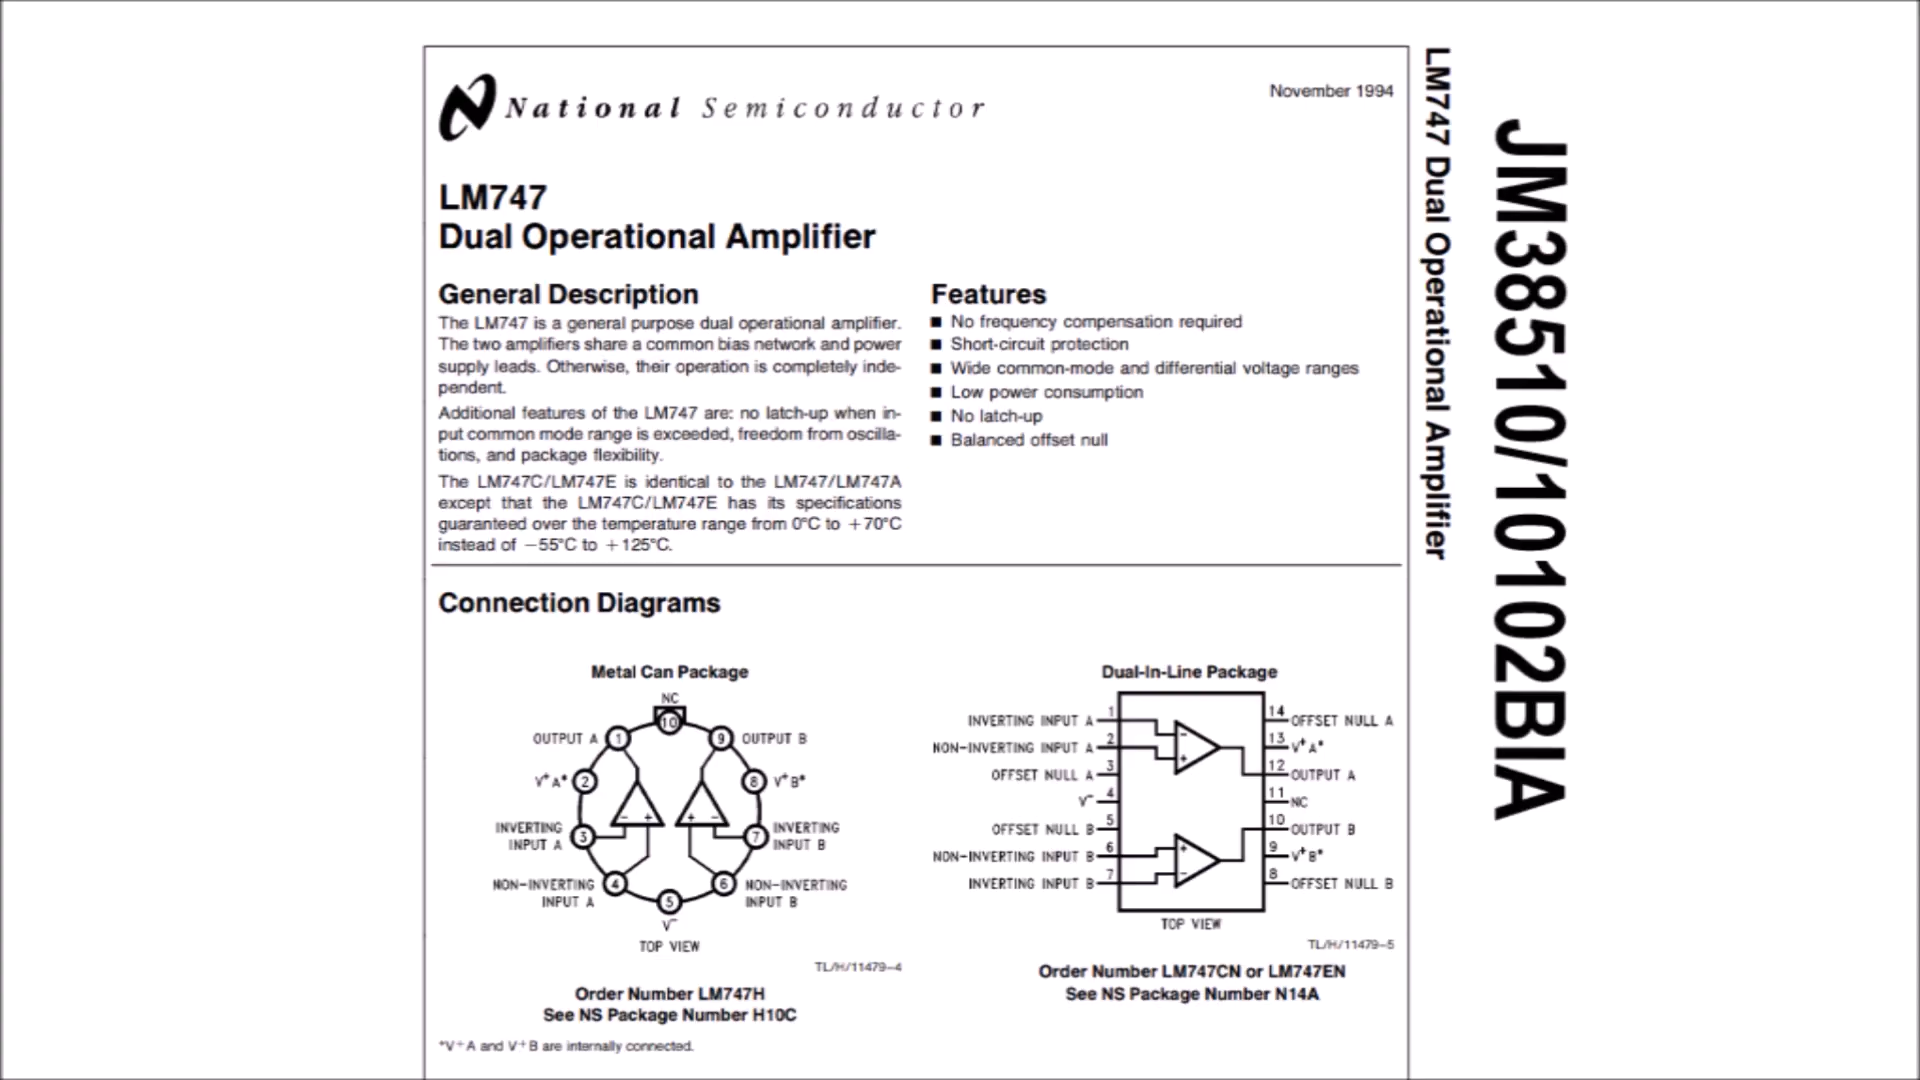 National Semiconductor
November 1994
LM747
Dual Operational Amplifier
General Description
The LM747 is a general purpose dual operational amplifier.
The two amplifiers share a common bias network and power
supply leads. Otherwise, their operation is completely inde-
pendent.
Additional features of the LM747 are: no latch-up when in-
put common mode range is exceeded, freedom from oscilla-
tions, and package flexibility.
The LM747C/LM747E is identical to the LM747/LM747A
except that the LM747C/LM747E has its specifications
guaranteed over the temperature range from 0°C to +70°C
instead of −55°C to +125°C.
Features
■ No frequency compensation required
■ Short-circuit protection
■ Wide common-mode and differential voltage ranges
■ Low power consumption
■ No latch-up
■ Balanced offset null
Connection Diagrams
Metal Can Package
NC
10
OUTPUT A 1
9 OUTPUT B
V+A* 2
8 V+B*
INVERTING
INPUT A
3
7
INVERTING
INPUT B
NON-INVERTING
INPUT A
4
6
NON-INVERTING
INPUT B
5
V−
− +
+ −
TOP VIEW
TL/H/11479–4
Order Number LM747H
See NS Package Number H10C
*V+A and V+B are internally connected.
Dual-In-Line Package
INVERTING INPUT A 1
NON-INVERTING INPUT A 2
OFFSET NULL A 3
V− 4
OFFSET NULL B 5
NON-INVERTING INPUT B 6
INVERTING INPUT B 7
−
+
+
−
14 OFFSET NULL A
13 V+A*
12 OUTPUT A
11 NC
10 OUTPUT B
9 V+B*
8 OFFSET NULL B
TOP VIEW
TL/H/11479–5
Order Number LM747CN or LM747EN
See NS Package Number N14A
LM747 Dual Operational Amplifier
JM38510/10102BIA